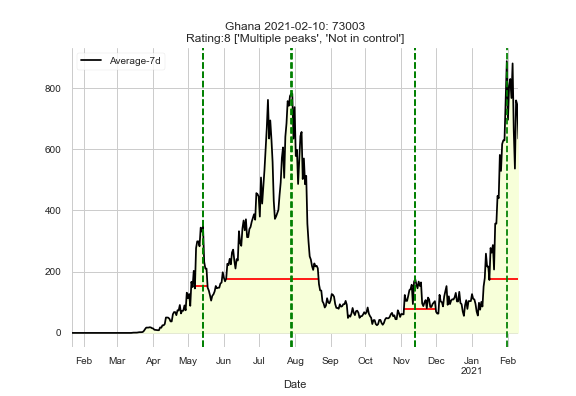 Ghana 2021-02-10: 73003
Rating:8 ['Multiple peaks', 'Not in control']
Average-7d
800
600
400
200
0
Feb Mar Apr May Jun Jul Aug Sep Oct Nov Dec Jan Feb
2021
Date